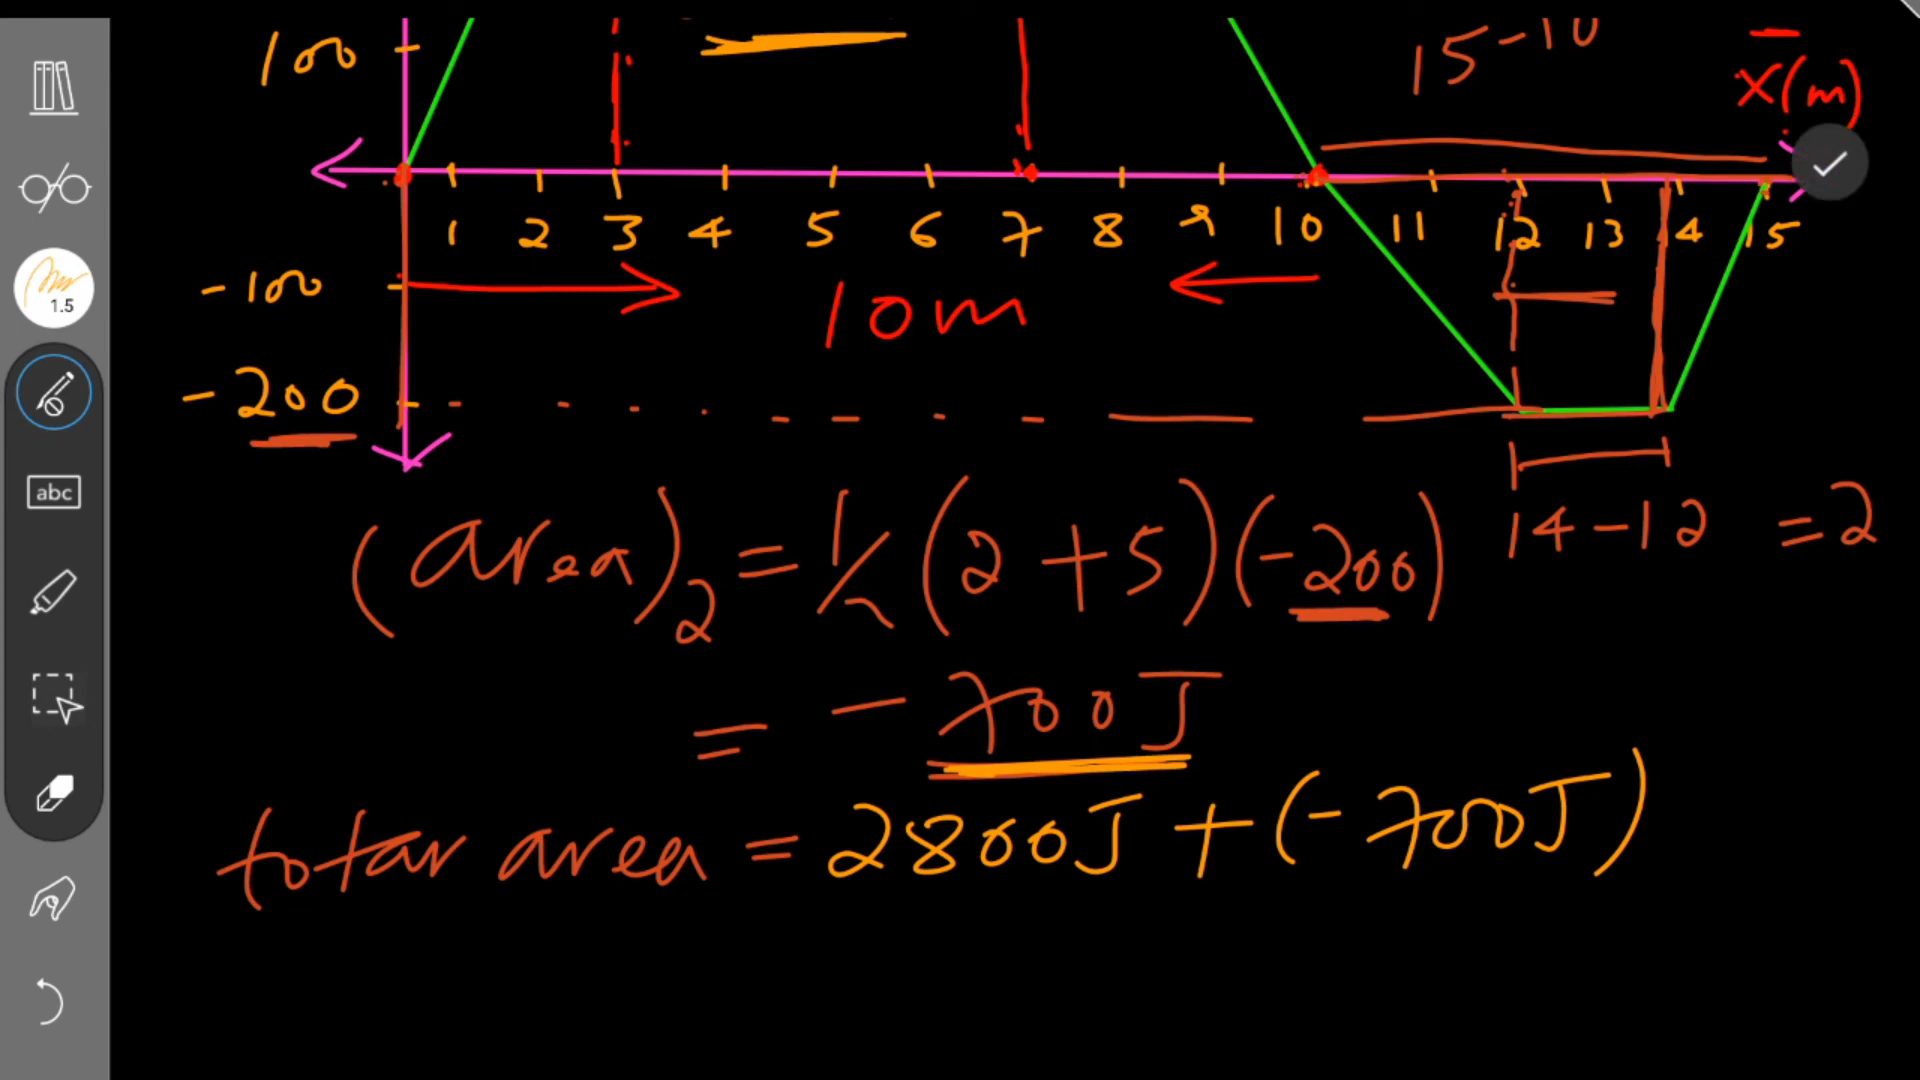 100
15-10
X(m)
1 2 3 4 5 6 7 8 9 10 11 12 13 14 15
-100
10m
1.5
-200
abc
(area)₂ = ½(2+5)(-200)
14-12 = 2
= -700J
total area = 2800J + (-700J)